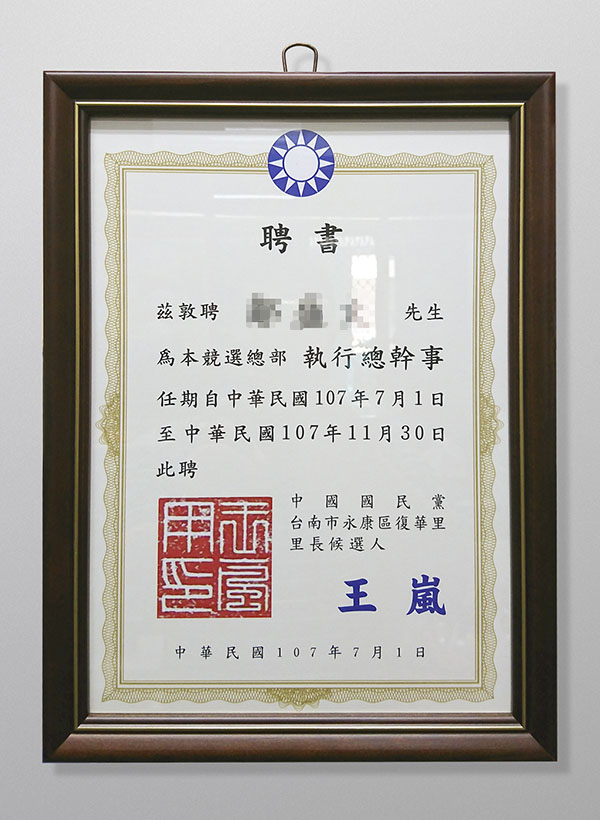 聘書
茲敦聘 先生
為本競選總部 執行總幹事
任期自中華民國107年7月1日
至中華民國107年11月30日
此聘
中國國民黨
台南市永康區復華里
里長候選人
王嵐
中華民國107年7月1日